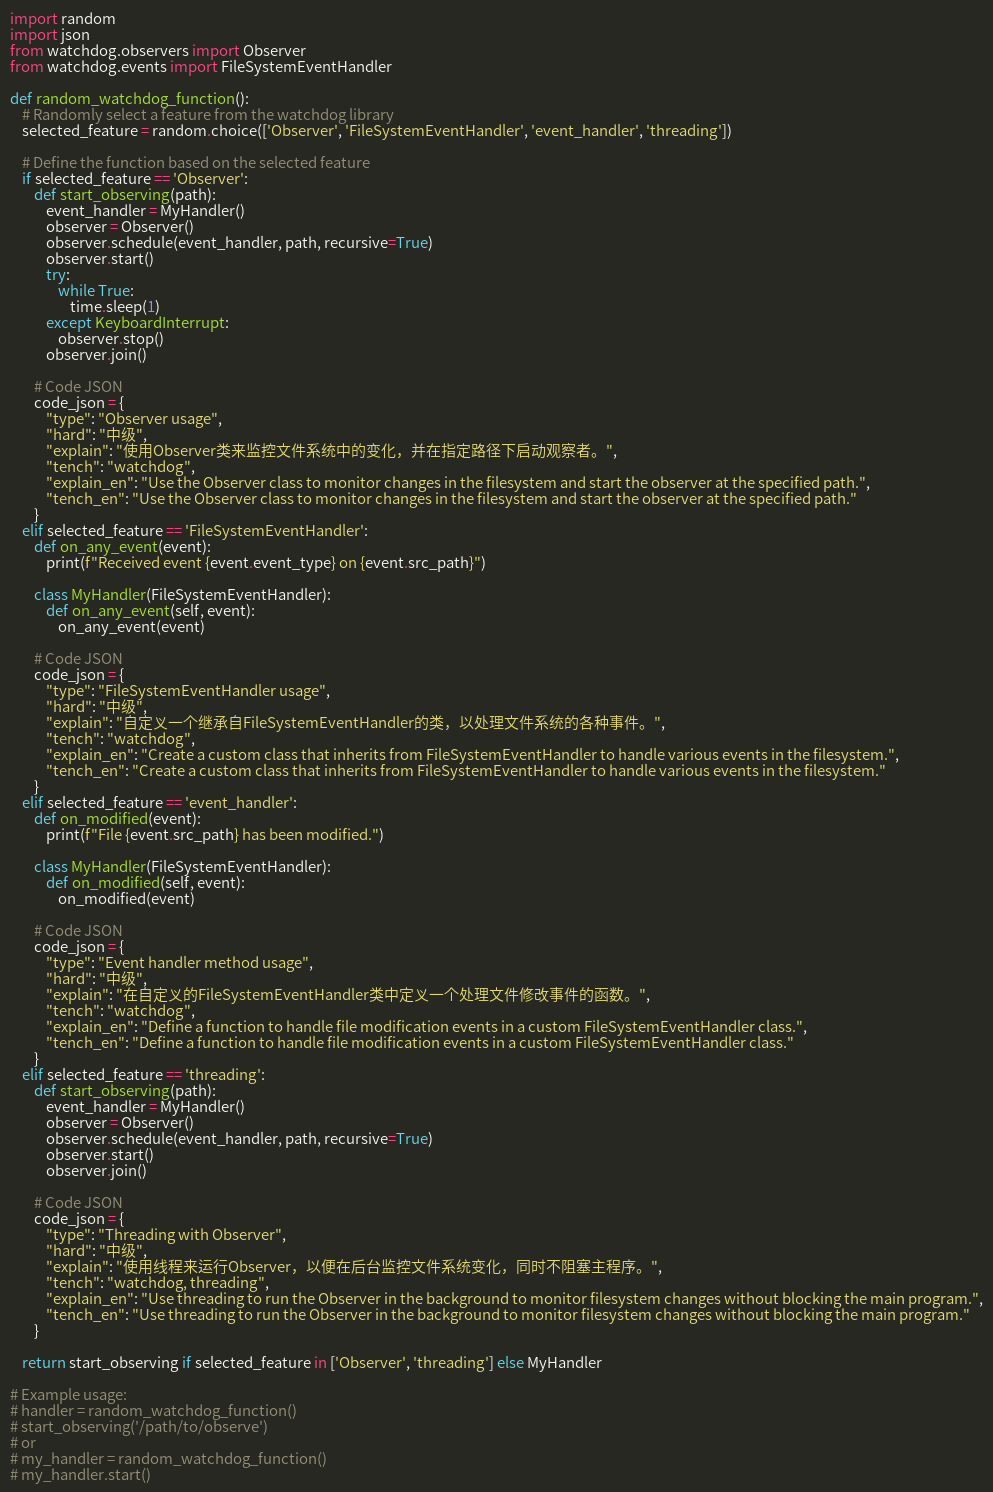 import random
import json
from watchdog.observers import Observer
from watchdog.events import FileSystemEventHandler

def random_watchdog_function():
    # Randomly select a feature from the watchdog library
    selected_feature = random.choice(['Observer', 'FileSystemEventHandler', 'event_handler', 'threading'])

    # Define the function based on the selected feature
    if selected_feature == 'Observer':
        def start_observing(path):
            event_handler = MyHandler()
            observer = Observer()
            observer.schedule(event_handler, path, recursive=True)
            observer.start()
            try:
                while True:
                    time.sleep(1)
            except KeyboardInterrupt:
                observer.stop()
            observer.join()

        # Code JSON
        code_json = {
            "type": "Observer usage",
            "hard": "中级",
            "explain": "使用Observer类来监控文件系统中的变化，并在指定路径下启动观察者。",
            "tench": "watchdog",
            "explain_en": "Use the Observer class to monitor changes in the filesystem and start the observer at the specified path.",
            "tench_en": "Use the Observer class to monitor changes in the filesystem and start the observer at the specified path."
        }
    elif selected_feature == 'FileSystemEventHandler':
        def on_any_event(event):
            print(f"Received event {event.event_type} on {event.src_path}")

        class MyHandler(FileSystemEventHandler):
            def on_any_event(self, event):
                on_any_event(event)

        # Code JSON
        code_json = {
            "type": "FileSystemEventHandler usage",
            "hard": "中级",
            "explain": "自定义一个继承自FileSystemEventHandler的类，以处理文件系统的各种事件。",
            "tench": "watchdog",
            "explain_en": "Create a custom class that inherits from FileSystemEventHandler to handle various events in the filesystem.",
            "tench_en": "Create a custom class that inherits from FileSystemEventHandler to handle various events in the filesystem."
        }
    elif selected_feature == 'event_handler':
        def on_modified(event):
            print(f"File {event.src_path} has been modified.")

        class MyHandler(FileSystemEventHandler):
            def on_modified(self, event):
                on_modified(event)

        # Code JSON
        code_json = {
            "type": "Event handler method usage",
            "hard": "中级",
            "explain": "在自定义的FileSystemEventHandler类中定义一个处理文件修改事件的函数。",
            "tench": "watchdog",
            "explain_en": "Define a function to handle file modification events in a custom FileSystemEventHandler class.",
            "tench_en": "Define a function to handle file modification events in a custom FileSystemEventHandler class."
        }
    elif selected_feature == 'threading':
        def start_observing(path):
            event_handler = MyHandler()
            observer = Observer()
            observer.schedule(event_handler, path, recursive=True)
            observer.start()
            observer.join()

        # Code JSON
        code_json = {
            "type": "Threading with Observer",
            "hard": "中级",
            "explain": "使用线程来运行Observer，以便在后台监控文件系统变化，同时不阻塞主程序。",
            "tench": "watchdog, threading",
            "explain_en": "Use threading to run the Observer in the background to monitor filesystem changes without blocking the main program.",
            "tench_en": "Use threading to run the Observer in the background to monitor filesystem changes without blocking the main program."
        }

    return start_observing if selected_feature in ['Observer', 'threading'] else MyHandler

# Example usage:
# handler = random_watchdog_function()
# start_observing('/path/to/observe')
# or
# my_handler = random_watchdog_function()
# my_handler.start()